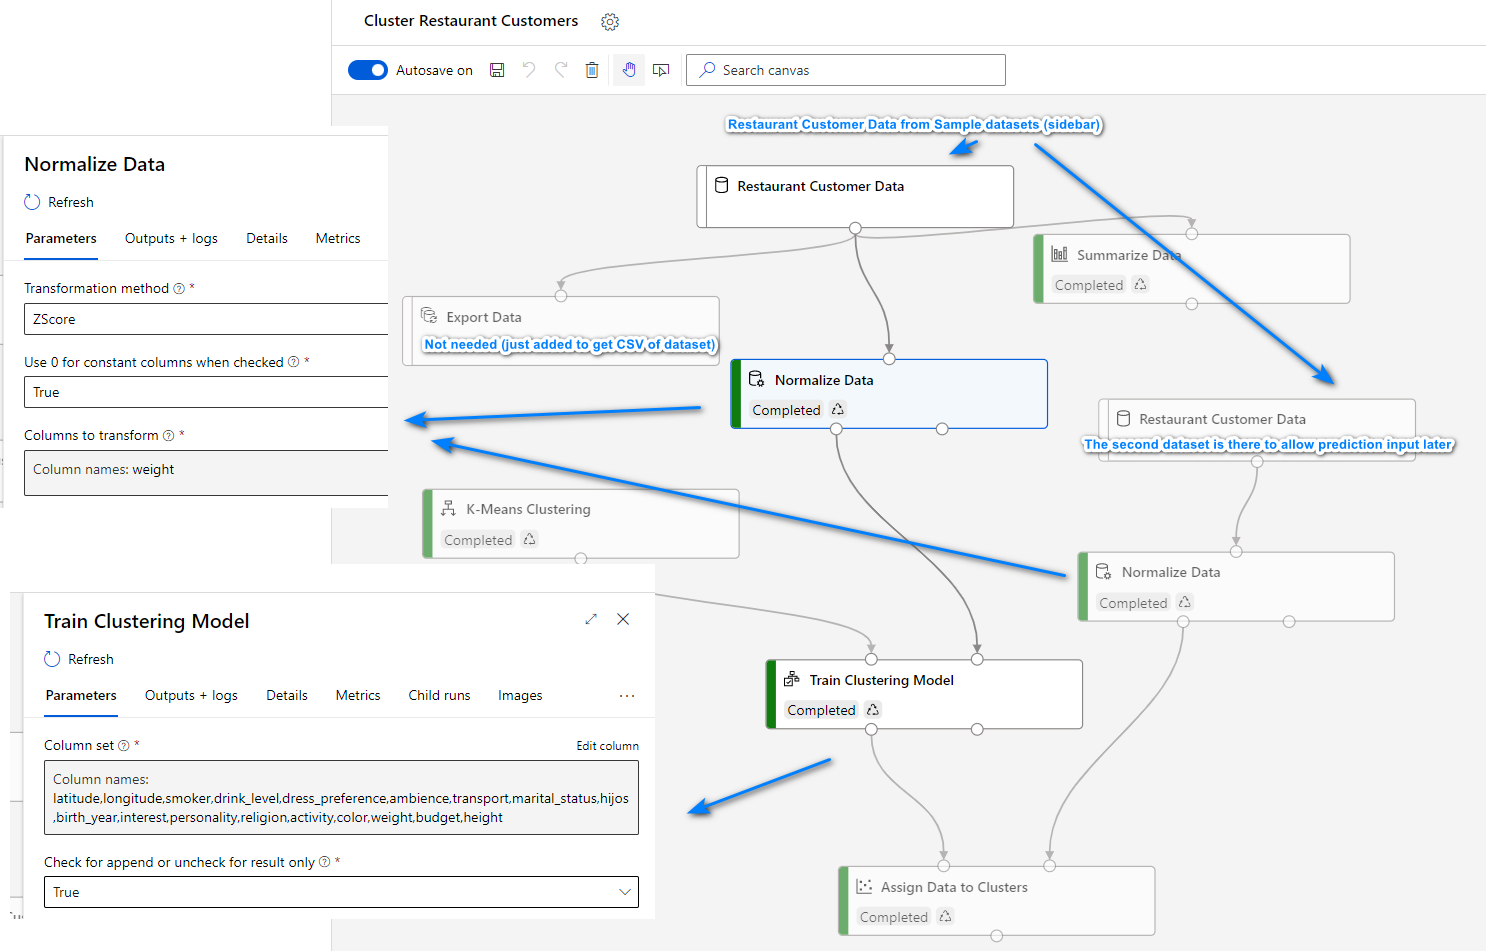 Cluster Restaurant Customers
Autosave on
Search canvas
Restaurant Customer Data from Sample datasets (sidebar)
Normalize Data
Refresh
Parameters Outputs + logs Details Metrics
Transformation method *
ZScore
Use 0 for constant columns when checked *
True
Columns to transform *
Column names: weight
Restaurant Customer Data
Summarize Data
Completed
Export Data
Not needed (just added to get CSV of dataset)
Normalize Data
Completed
Restaurant Customer Data
The second dataset is there to allow prediction input later
K-Means Clustering
Completed
Normalize Data
Completed
Train Clustering Model
Refresh
Parameters Outputs + logs Details Metrics Child runs Images ...
Column set * Edit column
Column names:
latitude,longitude,smoker,drink_level,dress_preference,ambience,transport,marital_status,hijos
,birth_year,interest,personality,religion,activity,color,weight,budget,height
Check for append or uncheck for result only *
True
Train Clustering Model
Completed
Assign Data to Clusters
Completed